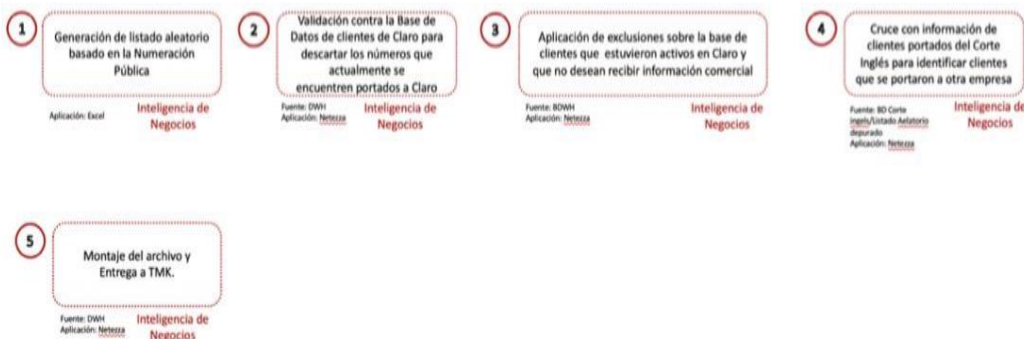 1
Generación de listado aleatorio
basado en la Numeración
Pública
Aplicación: Excel
Inteligencia de
Negocios
2
Validación contra la Base de
Datos de clientes de Claro para
descartar los números que
actualmente se
encuentren portados a Claro
Fuente: DWH
Aplicación: Netezza
Inteligencia de
Negocios
3
Aplicación de exclusiones sobre la base de
clientes que estuvieron activos en Claro y
que no desean recibir información comercial
Fuente: BDWH
Aplicación: Netezza
Inteligencia de
Negocios
4
Cruce con información de
clientes portados del Corte
Inglés para identificar clientes
que se portaron a otra empresa
Fuente: BD Corte
Ingels/Listado Aelatorio
depurado
Aplicación: Netezza
Inteligencia de
Negocios
5
Montaje del archivo y
Entrega a TMK.
Fuente: DWH
Aplicación: Netezza
Inteligencia de
Negocios